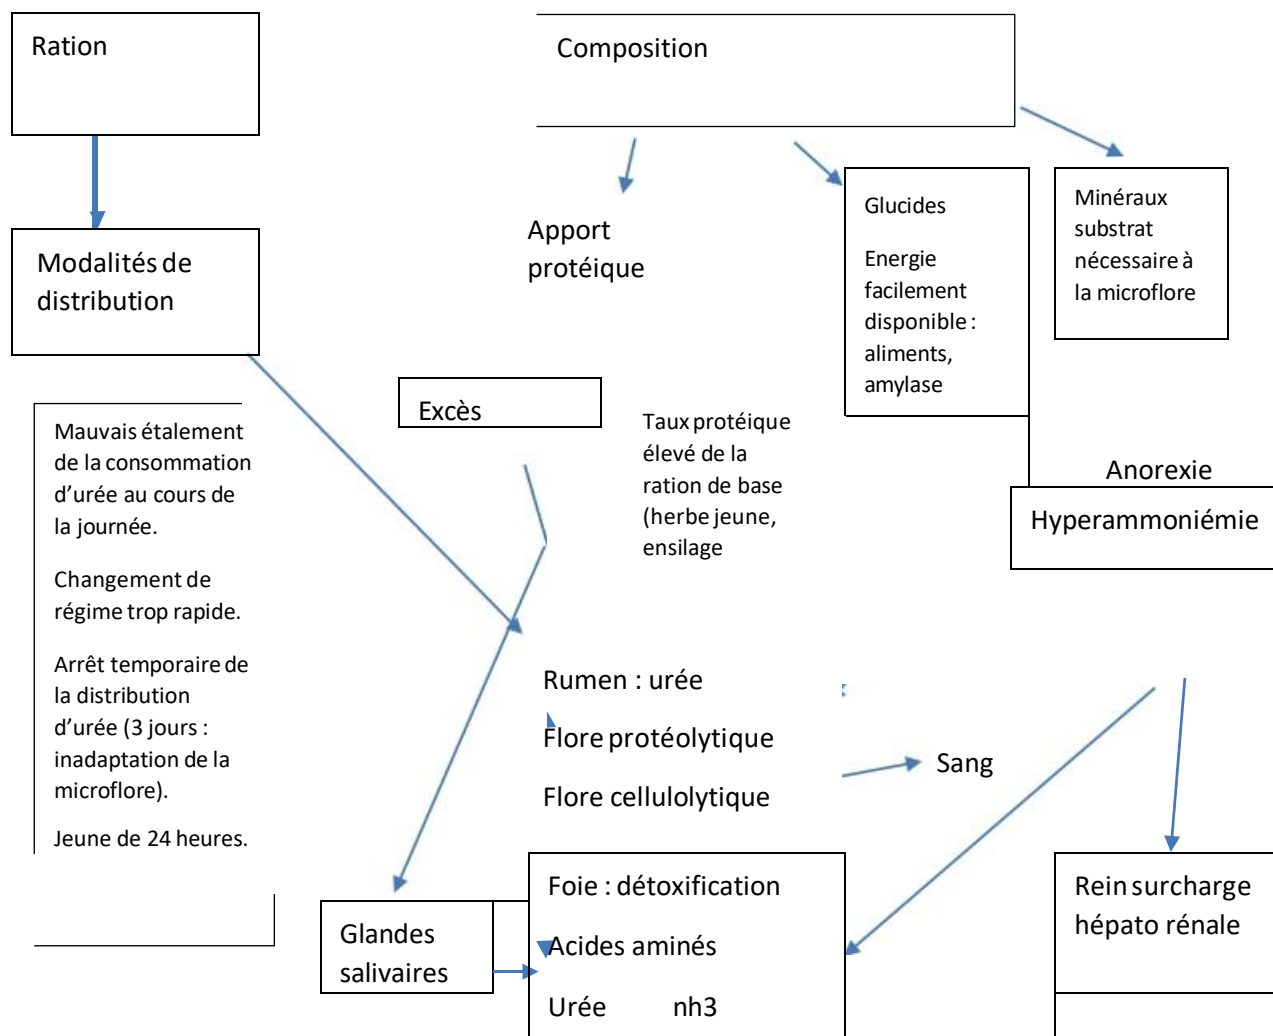 Ration
Composition
Modalités de
distribution
Apport
protéique
Glucides
Energie
facilement
disponible :
aliments,
amylase
Minéraux
substrat
nécessaire à
la microflore
Excès
Taux protéique
élevé de la
ration de base
(herbe jeune,
ensilage
Anorexie
Hyperammoniémie
Mauvais étalement
de la consommation
d’urée au cours de
la journée.
Changement de
régime trop rapide.
Arrêt temporaire de
la distribution
d’urée (3 jours :
inadaptation de la
microflore).
Jeune de 24 heures.
Rumen : urée
Flore protéolytique
Flore cellulolytique
Sang
Glandes
salivaires
Foie : détoxification
Acides aminés
Urée nh3
Rein surcharge
hépato rénale